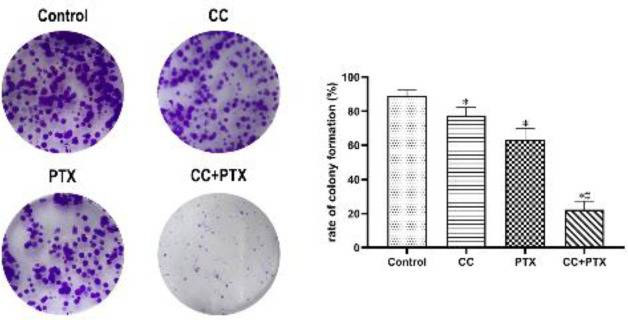 Control CC
PTX CC+PTX
rate of colony formation (%)
100
80
60
40
20
0
*
*
Control CC PTX CC+PTX